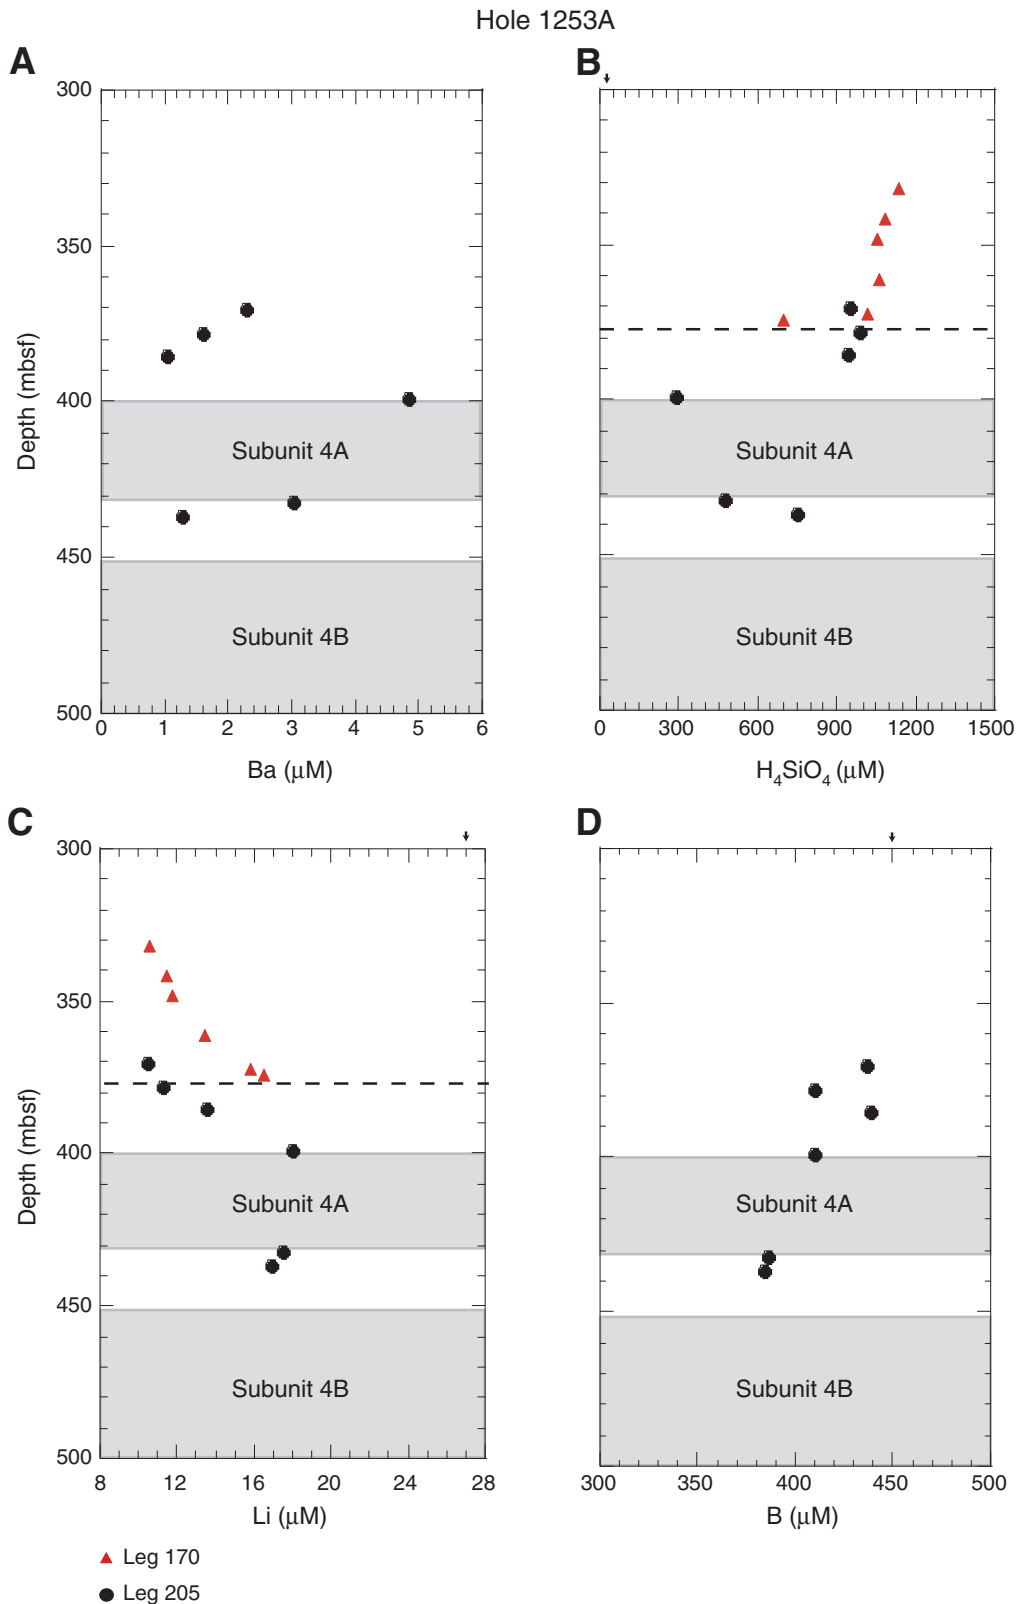 Hole 1253A
A
300
350
400
450
500
Depth (mbsf)
Subunit 4A
Subunit 4B
0 1 2 3 4 5 6
Ba (μM)
B
Subunit 4A
Subunit 4B
0 300 600 900 1200 1500
H₄SiO₄ (μM)
C
300
350
400
450
500
Depth (mbsf)
Subunit 4A
Subunit 4B
8 12 16 20 24 28
Li (μM)
D
Subunit 4A
Subunit 4B
300 350 400 450 500
B (μM)
Leg 170
Leg 205